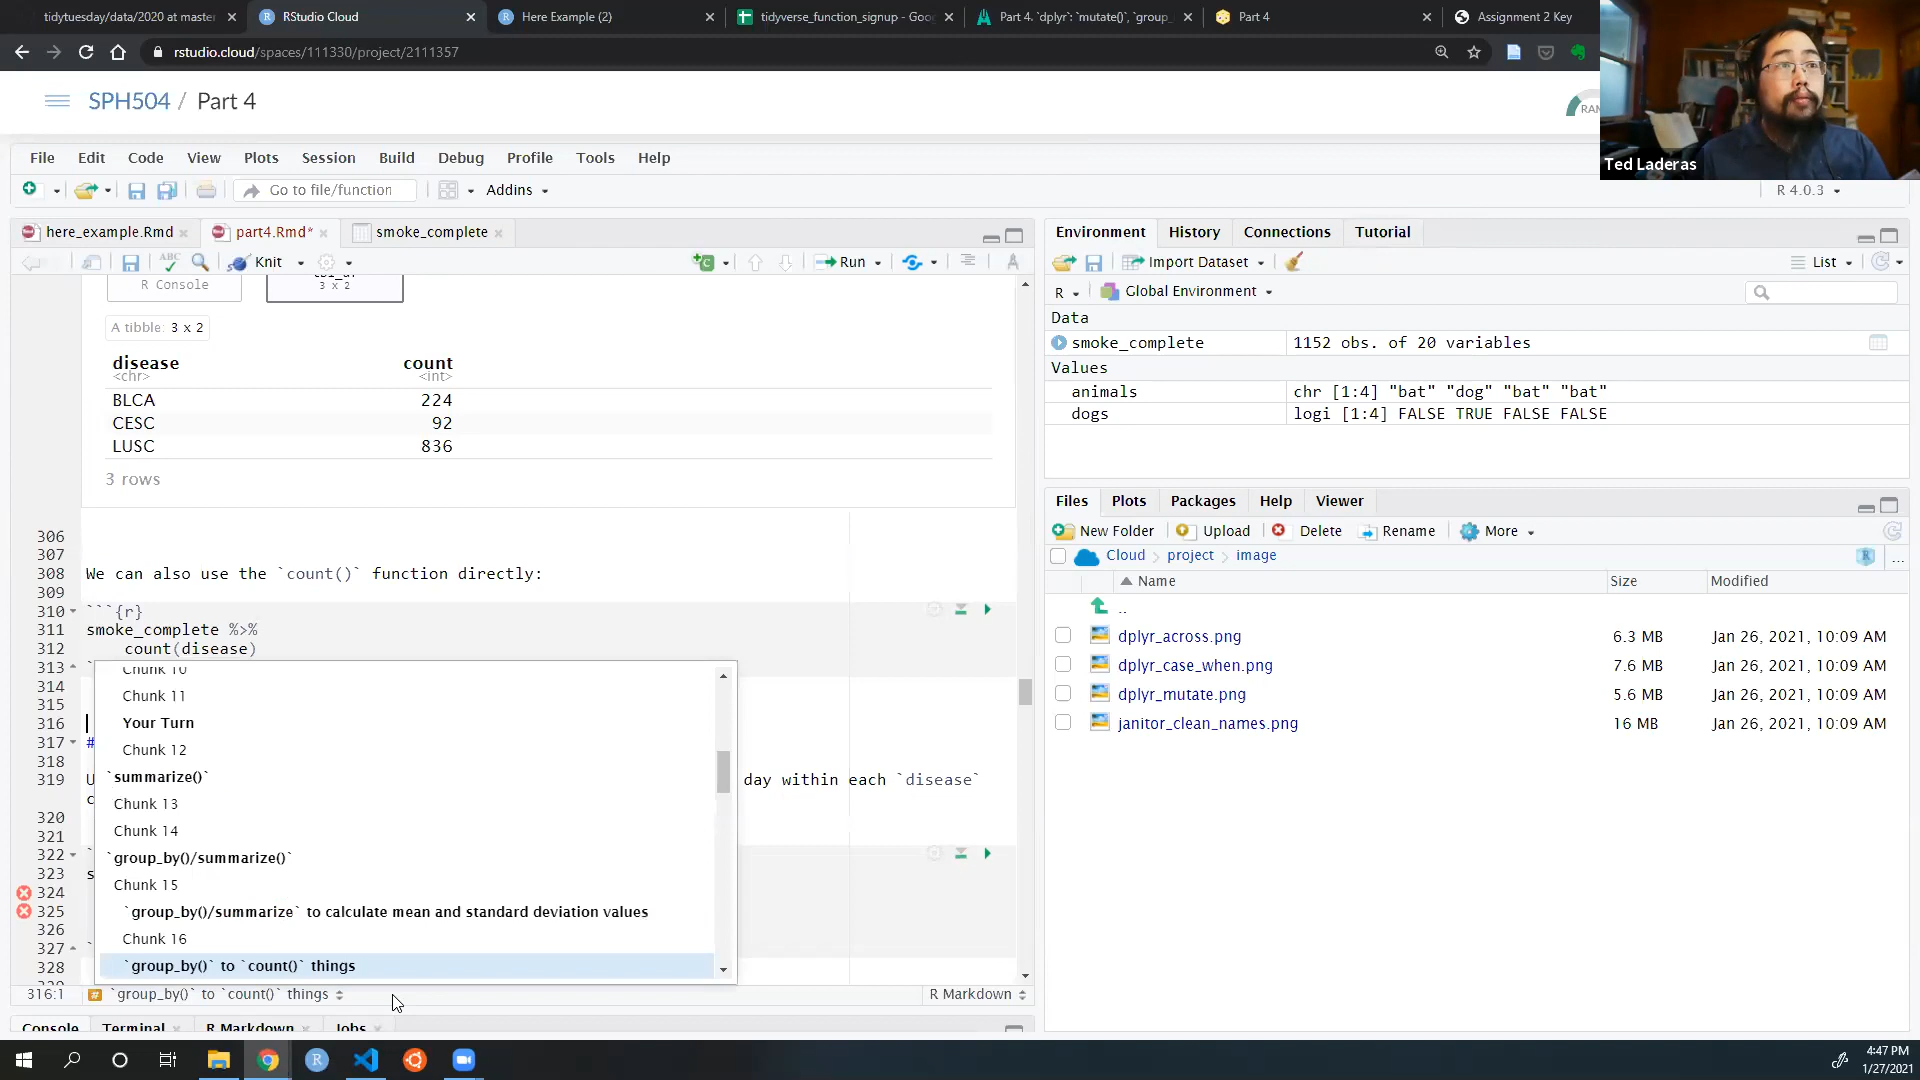 tidytuesday/data/2020 at master
RStudio Cloud
Here Example (2)
tidyverse_function_signup - Goo
Part 4. `dplyr`: `mutate()`, `group_
Part 4
Assignment 2 Key
rstudio.cloud/spaces/111330/project/2111357
SPH504 / Part 4
RAM
Ted Laderas
File Edit Code View Plots Session Build Debug Profile Tools Help
Go to file/function
Addins
R 4.0.3
here_example.Rmd
part4.Rmd*
smoke_complete
ABC
Knit
Run
R Console
3 x 2
A tibble: 3 x 2
disease count
<chr> <int>
BLCA 224
CESC 92
LUSC 836
3 rows
306
307
308 We can also use the `count()` function directly:
309
310 ```{r}
311 smoke_complete %>%
312 count(disease)
313 `
314
315
316
317 #
318
319 U day within each `disease`
c
320
321
322 `
323 s
324
325
326
327 `
328
Chunk 10
Chunk 11
Your Turn
Chunk 12
`summarize()`
Chunk 13
Chunk 14
`group_by()/summarize()`
Chunk 15
`group_by()/summarize` to calculate mean and standard deviation values
Chunk 16
`group_by()` to `count()` things
316:1 # `group_by()` to `count()` things
R Markdown
Console Terminal R Markdown Jobs
Environment History Connections Tutorial
Import Dataset
List
R Global Environment
Data
smoke_complete 1152 obs. of 20 variables
Values
animals chr [1:4] "bat" "dog" "bat" "bat"
dogs logi [1:4] FALSE TRUE FALSE FALSE
Files Plots Packages Help Viewer
New Folder Upload Delete Rename More
Cloud project image
...
Name Size Modified
..
dplyr_across.png 6.3 MB Jan 26, 2021, 10:09 AM
dplyr_case_when.png 7.6 MB Jan 26, 2021, 10:09 AM
dplyr_mutate.png 5.6 MB Jan 26, 2021, 10:09 AM
janitor_clean_names.png 16 MB Jan 26, 2021, 10:09 AM
4:47 PM
1/27/2021